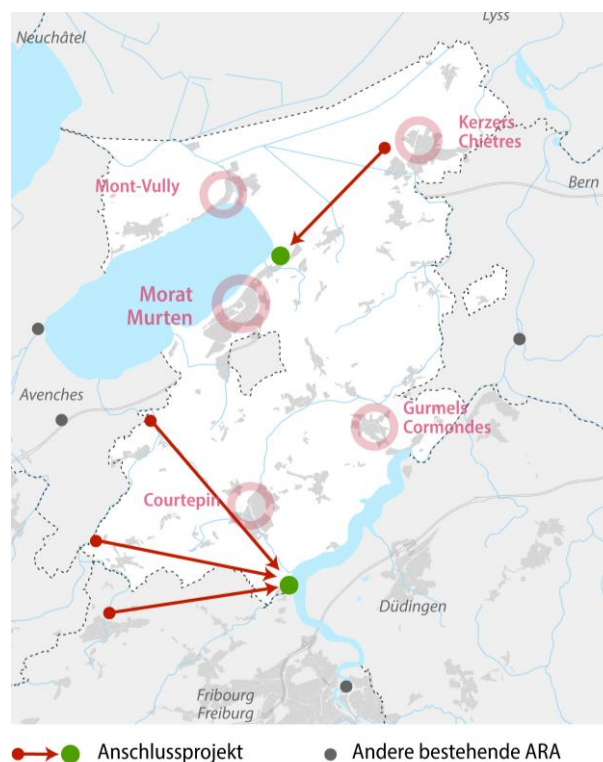 Lyss
Neuchâtel
Kerzers
Chiètres
Mont-Vully
Bern
Morat
Murten
Avenches
Gurmels
Cormondes
Courtepin
Düdingen
Fribourg
Freiburg
Anschlussprojekt
Andere bestehende ARA